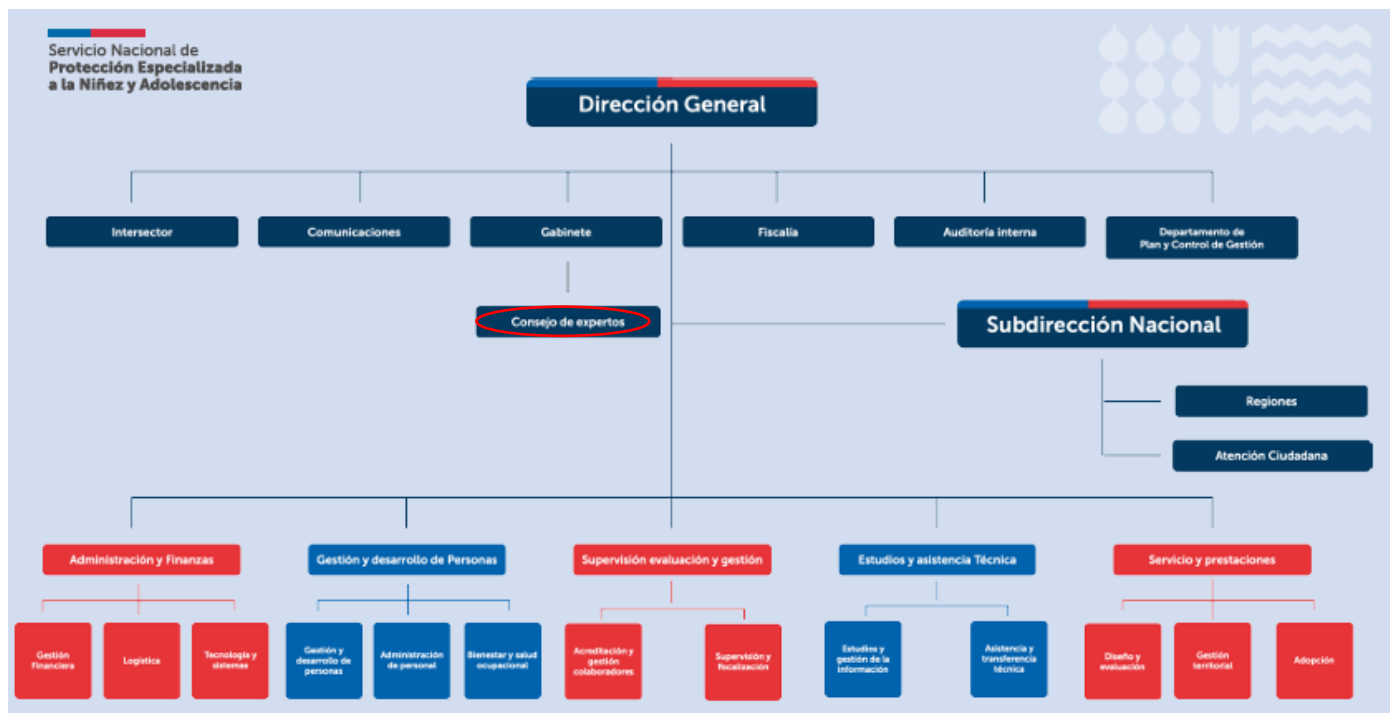 Servicio Nacional de
Protección Especializada
a la Niñez y Adolescencia
Dirección General
Intersector
Comunicaciones
Gabinete
Fiscalía
Auditoría interna
Departamento de
Plan y Control de Gestión
Consejo de expertos
Subdirección Nacional
Regiones
Atención Ciudadana
Administración y Finanzas
Gestión y desarrollo de Personas
Supervisión evaluación y gestión
Estudios y asistencia Técnica
Servicio y prestaciones
Gestión
Financiera
Logística
Tecnología y
sistemas
Gestión y
desarrollo de
personas
Administración
de personal
Bienestar y salud
ocupacional
Acreditación y
gestión
colaboradores
Supervisión y
fiscalización
Estudios y
gestión de la
información
Asistencia y
transferencia
técnica
Diseño y
evaluación
Gestión
territorial
Adopción